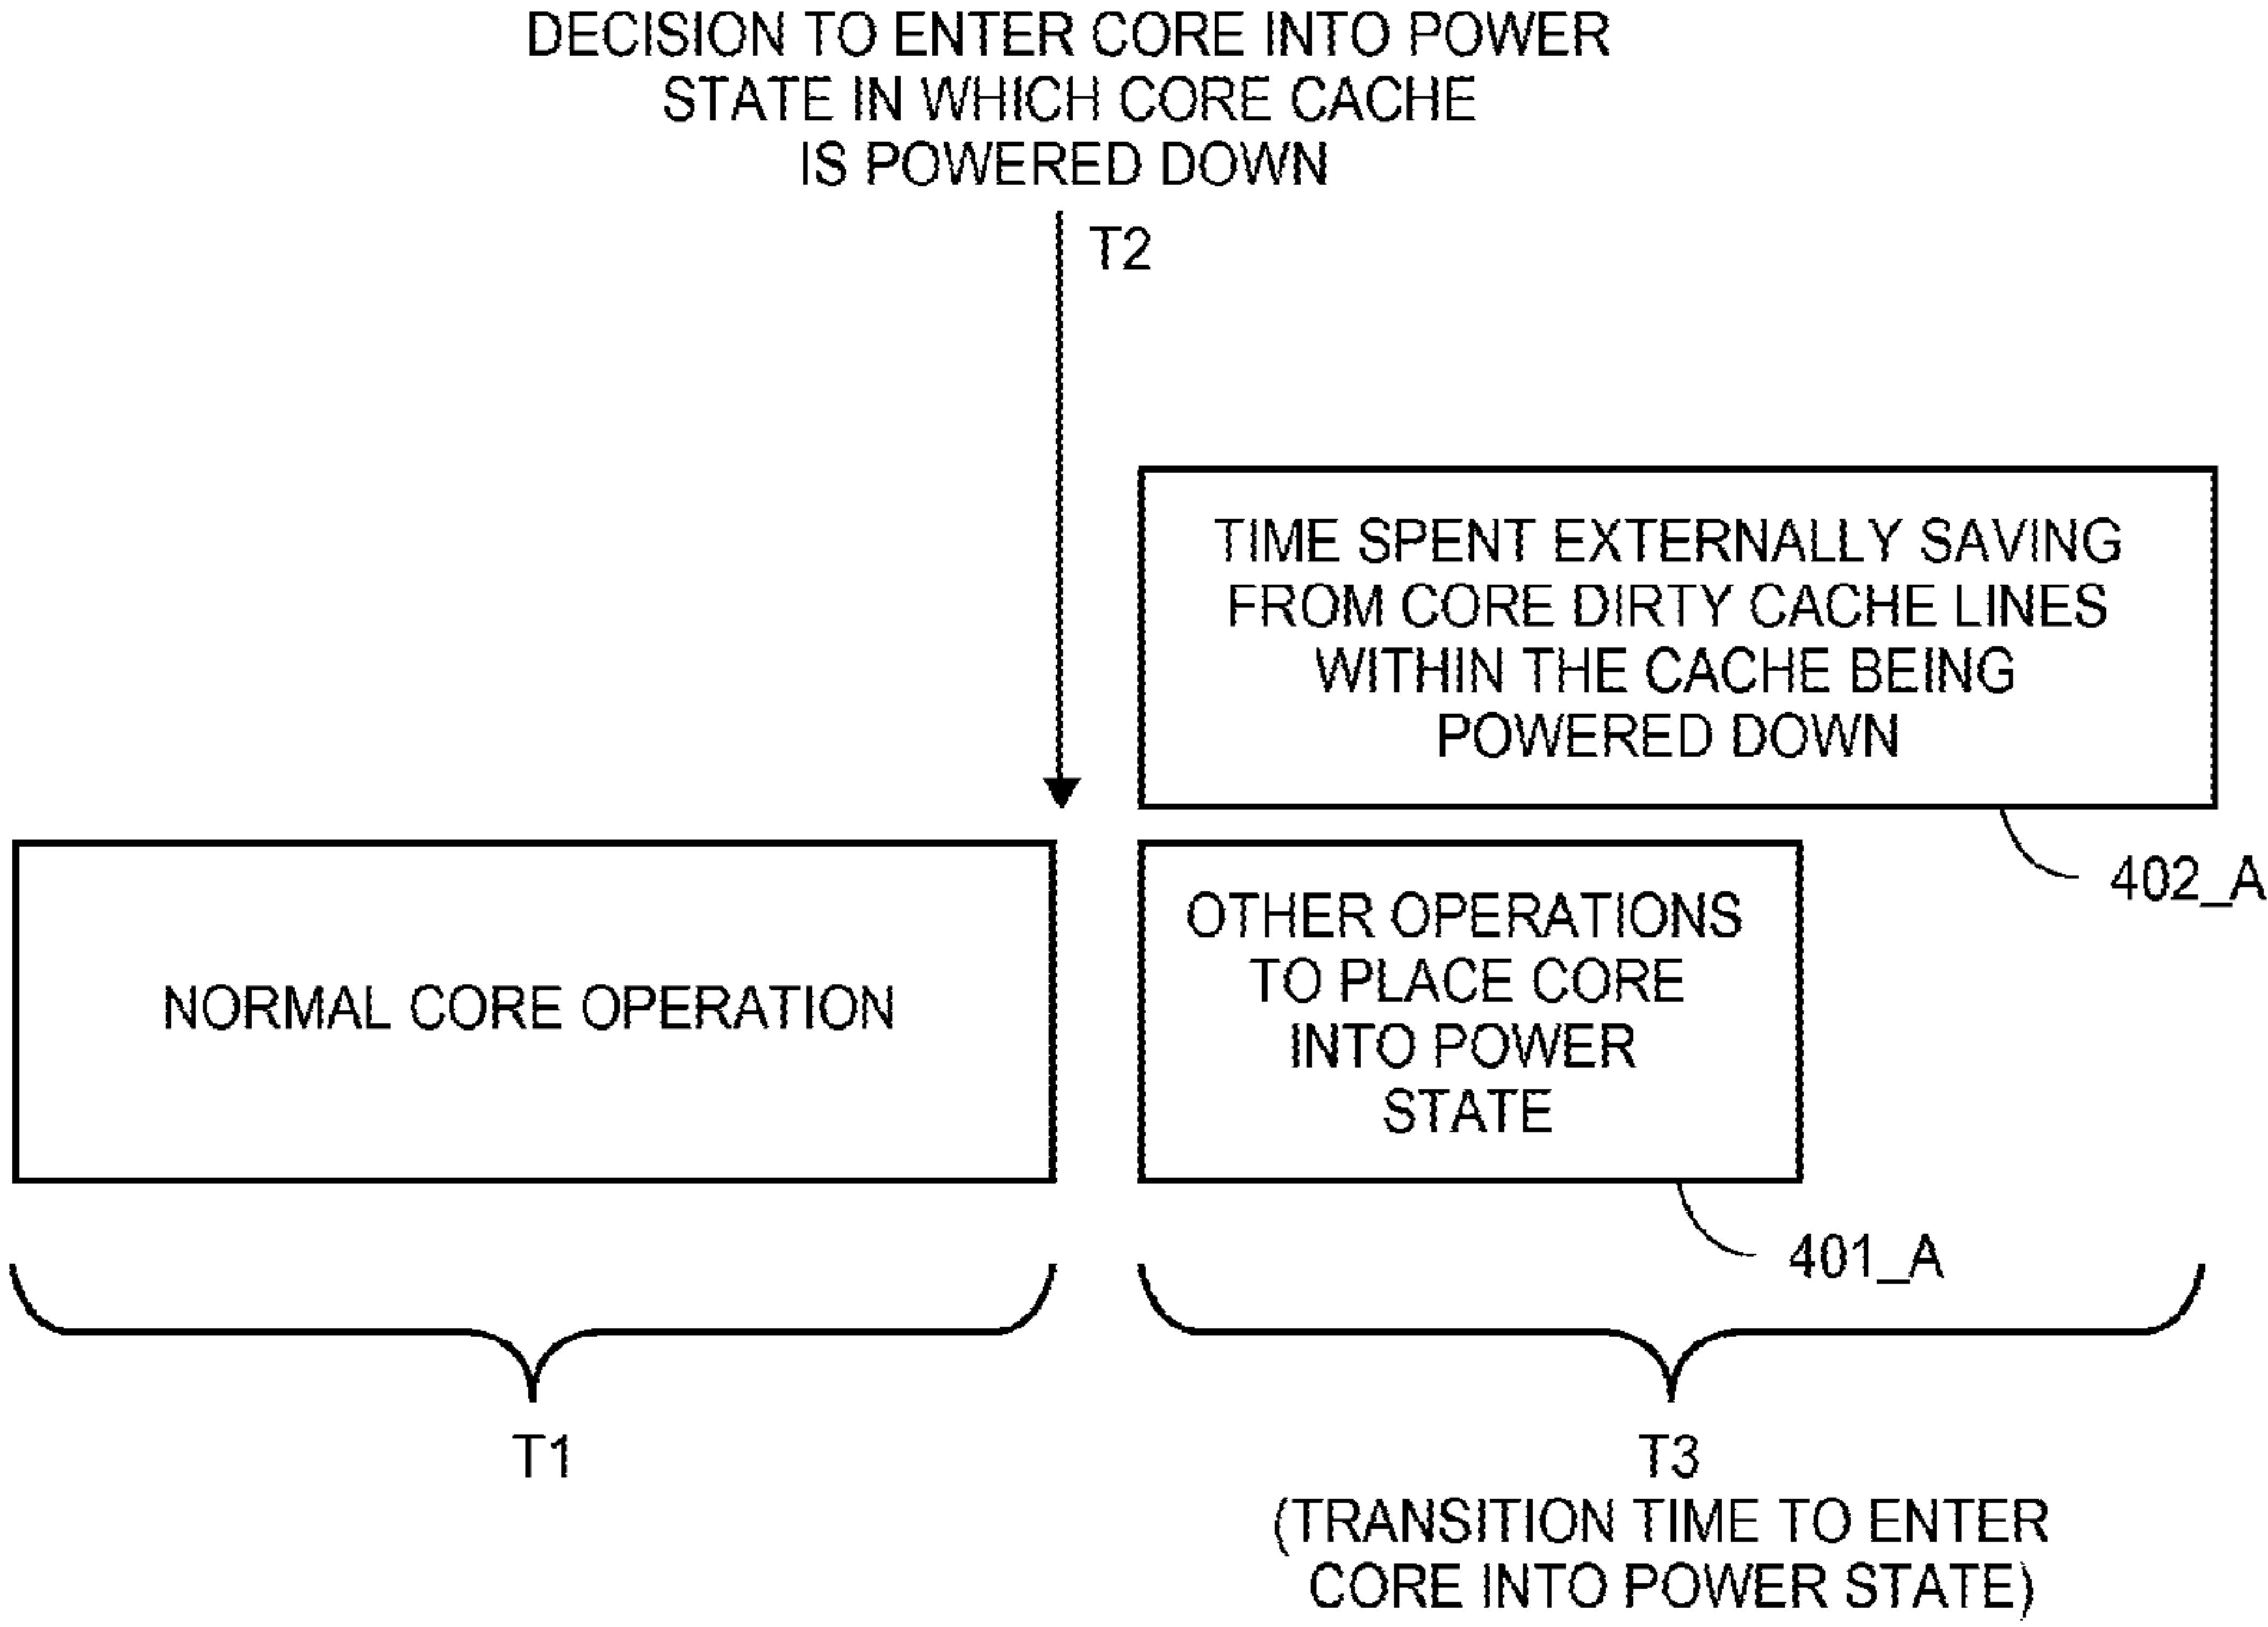 DECISION TO ENTER CORE INTO POWER
STATE IN WHICH CORE CACHE
IS POWERED DOWN
T2
TIME SPENT EXTERNALLY SAVING
FROM CORE DIRTY CACHE LINES
WITHIN THE CACHE BEING
POWERED DOWN
402_A
NORMAL CORE OPERATION
OTHER OPERATIONS
TO PLACE CORE
INTO POWER
STATE
401_A
T1
T3
(TRANSITION TIME TO ENTER
CORE INTO POWER STATE)